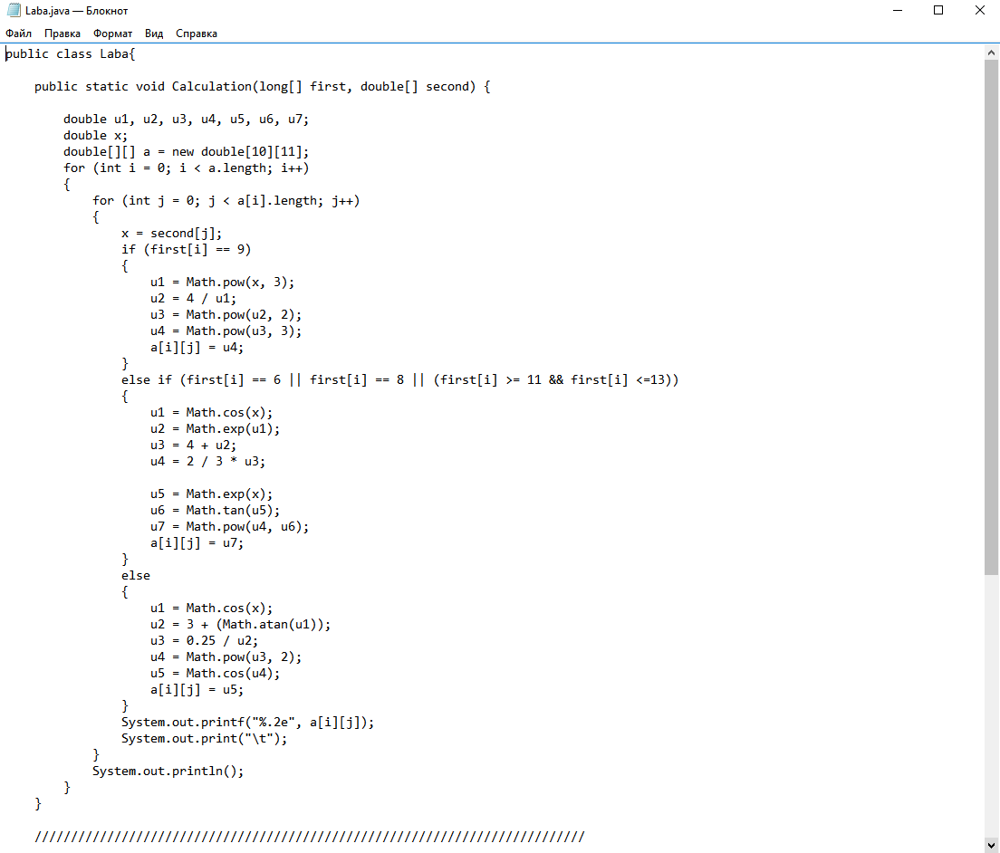 Laba.java — Блокнот
Файл Правка Формат Вид Справка
public class Laba{
public static void Calculation(long[] first, double[] second) {
double u1, u2, u3, u4, u5, u6, u7;
double x;
double[][] a = new double[10][11];
for (int i = 0; i < a.length; i++)
{
for (int j = 0; j < a[i].length; j++)
{
x = second[j];
if (first[i] == 9)
{
u1 = Math.pow(x, 3);
u2 = 4 / u1;
u3 = Math.pow(u2, 2);
u4 = Math.pow(u3, 3);
a[i][j] = u4;
}
else if (first[i] == 6 || first[i] == 8 || (first[i] >= 11 && first[i] <=13))
{
u1 = Math.cos(x);
u2 = Math.exp(u1);
u3 = 4 + u2;
u4 = 2 / 3 * u3;
u5 = Math.exp(x);
u6 = Math.tan(u5);
u7 = Math.pow(u4, u6);
a[i][j] = u7;
}
else
{
u1 = Math.cos(x);
u2 = 3 + (Math.atan(u1));
u3 = 0.25 / u2;
u4 = Math.pow(u3, 2);
u5 = Math.cos(u4);
a[i][j] = u5;
}
System.out.printf("%.2e", a[i][j]);
System.out.print("\t");
}
System.out.println();
}
}
////////////////////////////////////////////////////////////////////////////